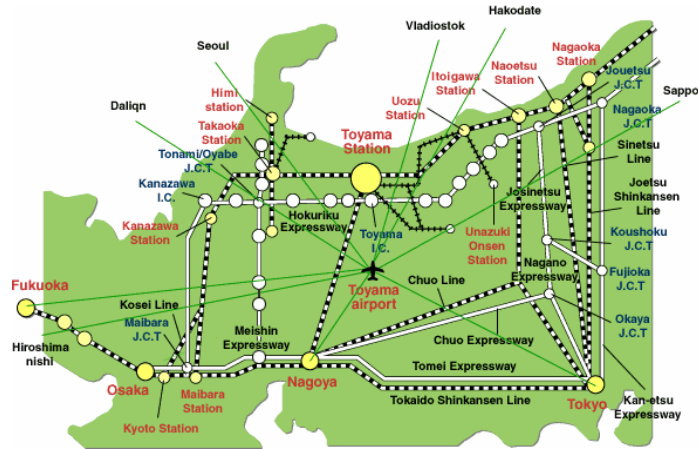 Hakodate
Vladiostok
Seoul
Nagaoka
Station
Naoetsu
Station
Itoigawa
Station
Jouetsu
J.C.T
Himi
station
Uozu
Station
Sappo
Daliqn
Nagaoka
J.C.T
Takaoka
Station
Toyama
Station
Tonami/Oyabe
J.C.T
Sinetsu
Line
Kanazawa
I.C.
Josinetsu
Expressway
Joetsu
Shinkansen
Line
Hokuriku
Expressway
Toyama
I.C.
Kanazawa
Station
Unazuki
Onsen
Station
Koushoku
J.C.T
Nagano
Expressway
Fujioka
J.C.T
Fukuoka
Toyama
airport
Chuo Line
Kosei Line
Maibara
J.C.T
Okaya
J.C.T
Hiroshima
nishi
Meishin
Expressway
Chuo Expressway
Tomei Expressway
Osaka
Nagoya
Maibara
Station
Tokaido Shinkansen Line
Tokyo
Kan-etsu
Expressway
Kyoto Station